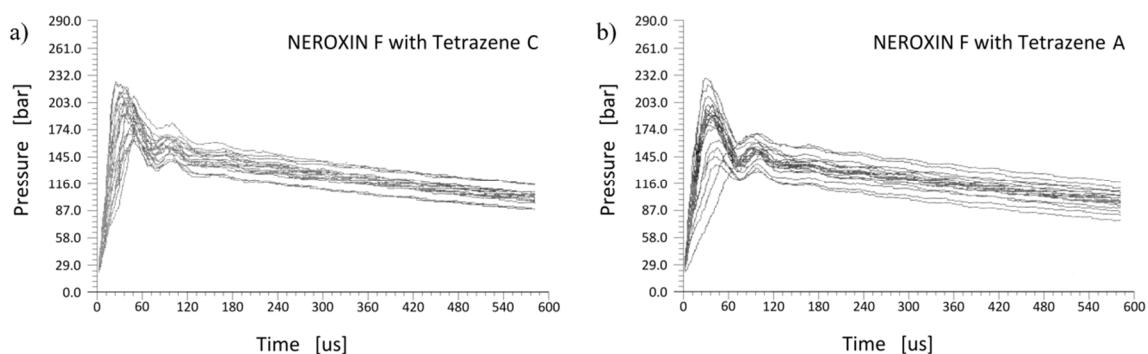 a)
NEROXIN F with Tetrazene C
Pressure [bar]
290.0
261.0
232.0
203.0
174.0
145.0
116.0
87.0
58.0
29.0
0.0
0 60 120 180 240 300 360 420 480 540 600
Time [us]
b)
NEROXIN F with Tetrazene A
Pressure [bar]
290.0
261.0
232.0
203.0
174.0
145.0
116.0
87.0
58.0
29.0
0.0
0 60 120 180 240 300 360 420 480 540 600
Time [us]